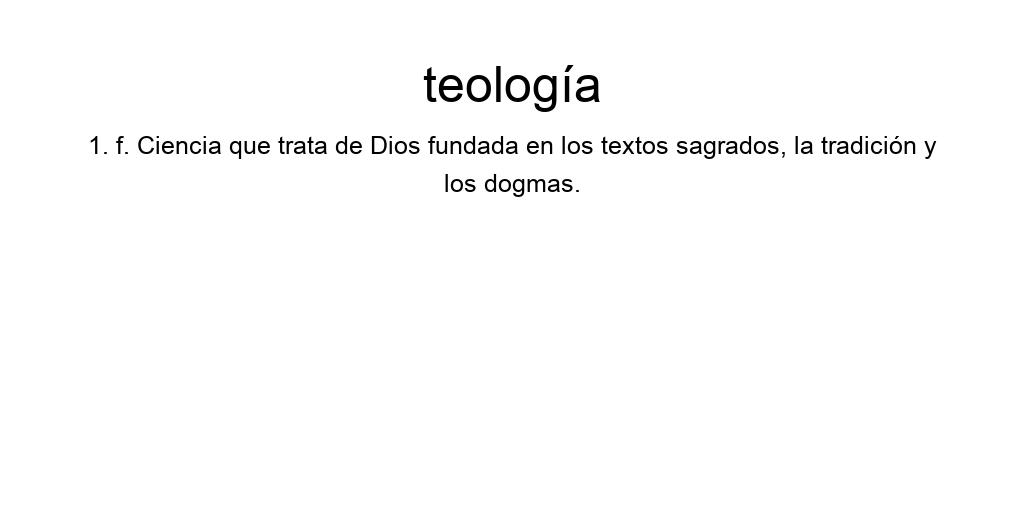 teología
1. f. Ciencia que trata de Dios fundada en los textos sagrados, la tradición y
los dogmas.